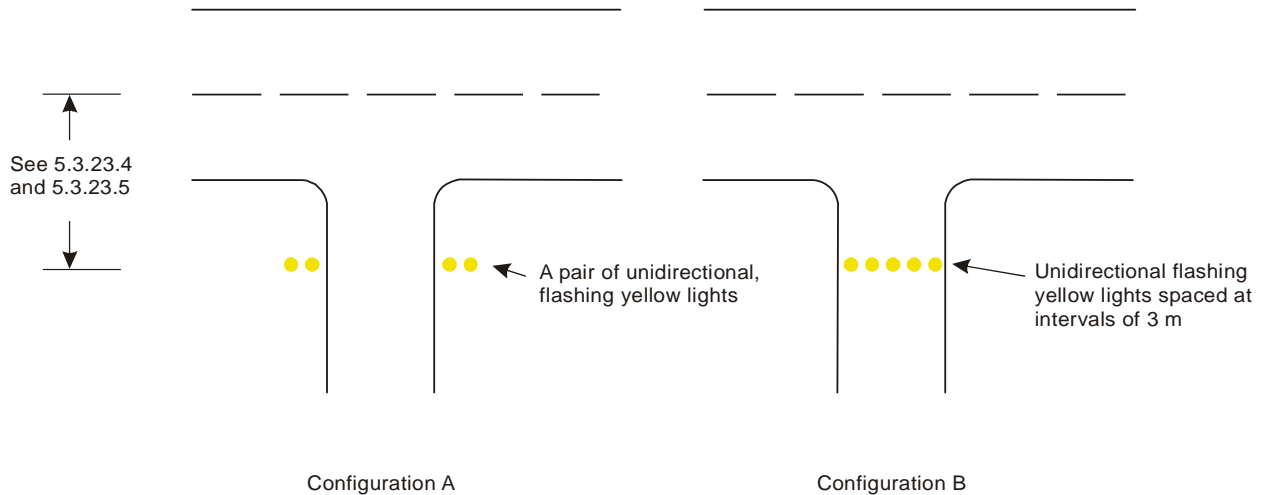 See 5.3.23.4
and 5.3.23.5
A pair of unidirectional,
flashing yellow lights
Unidirectional flashing
yellow lights spaced at
intervals of 3 m
Configuration A
Configuration B